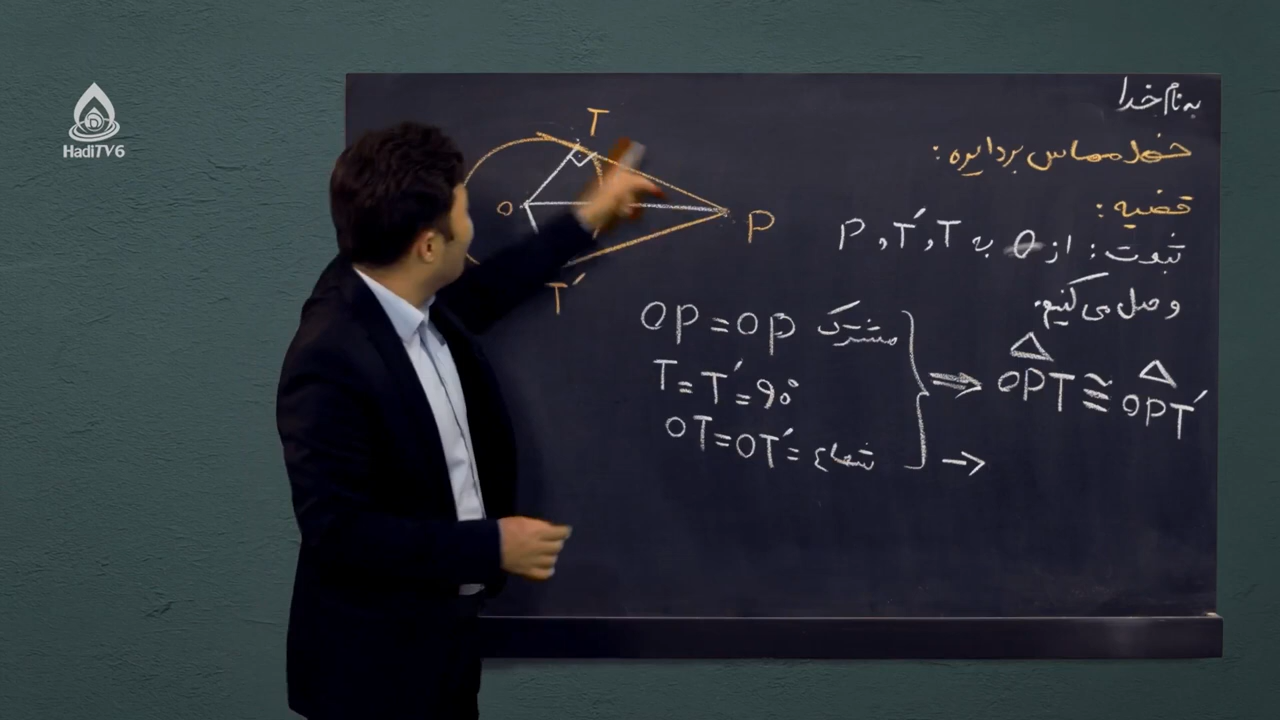 HadiTV6
به نام خدا
خط مماس بر دایره :
قضیه :
ثبوت : از O به T , T′ , P
وصل می کنیم.
OP = OP مشترک
T = T′ = 90°
OT = OT′ = شعاع
⇒ OPT ≅ OPT′
→
T
O
P
T′